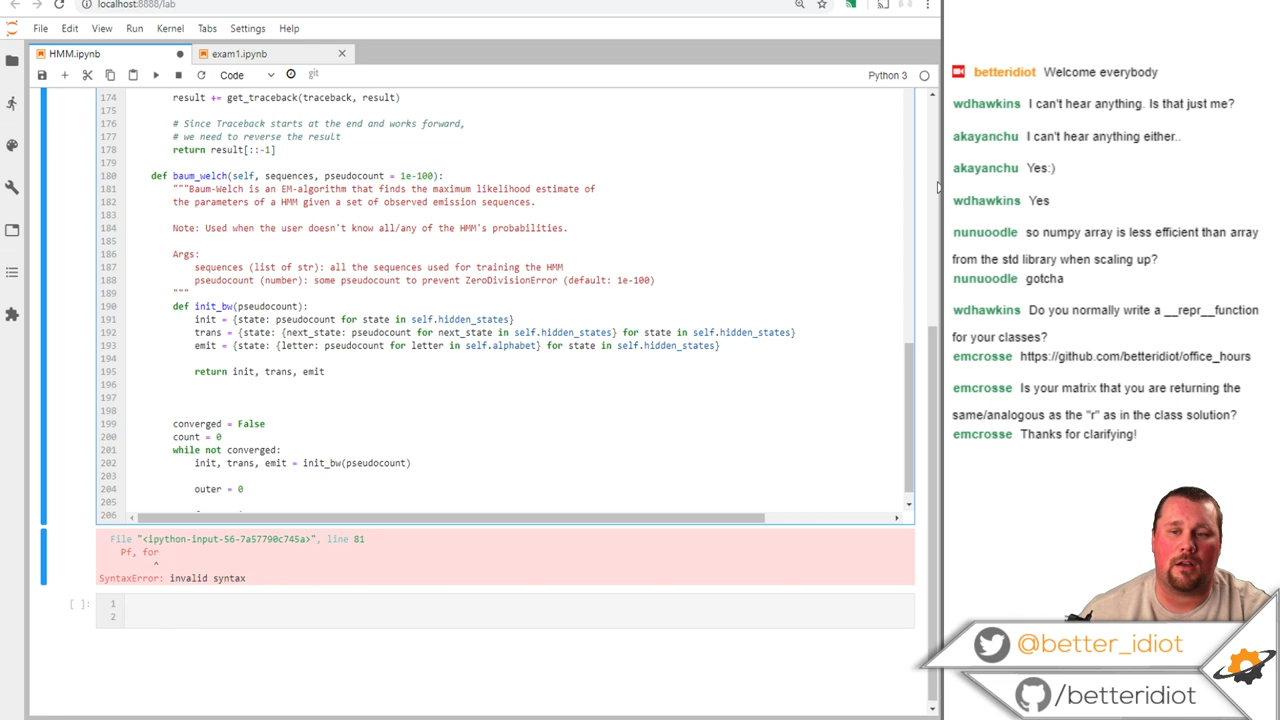 localhost:8888/lab
File Edit View Run Kernel Tabs Settings Help
HMM.ipynb
exam1.ipynb
Code
git
Python 3
174 result += get_traceback(traceback, result)
175
176 # Since Traceback starts at the end and works forward,
177 # we need to reverse the result
178 return result[::-1]
179
180 def baum_welch(self, sequences, pseudocount = 1e-100):
181 """Baum-Welch is an EM-algorithm that finds the maximum likelihood estimate of
182 the parameters of a HMM given a set of observed emission sequences.
183
184 Note: Used when the user doesn't know all/any of the HMM's probabilities.
185
186 Args:
187 sequences (list of str): all the sequences used for training the HMM
188 pseudocount (number): some pseudocount to prevent ZeroDivisionError (default: 1e-100)
189 """
190 def init_bw(pseudocount):
191 init = {state: pseudocount for state in self.hidden_states}
192 trans = {state: {next_state: pseudocount for next_state in self.hidden_states} for state in self.hidden_states}
193 emit = {state: {letter: pseudocount for letter in self.alphabet} for state in self.hidden_states}
194
195 return init, trans, emit
196
197
198
199 converged = False
200 count = 0
201 while not converged:
202 init, trans, emit = init_bw(pseudocount)
203
204 outer = 0
205
206
File "<ipython-input-56-7a57790c745a>", line 81
Pf, for
^
SyntaxError: invalid syntax
[ ]: 1
2
betteridiot Welcome everybody
wdhawkins I can't hear anything. Is that just me?
akayanchu I can't hear anything either..
akayanchu Yes:)
wdhawkins Yes
nunuoodle so numpy array is less efficient than array
from the std library when scaling up?
nunuoodle gotcha
wdhawkins Do you normally write a __repr__function
for your classes?
emcrosse https://github.com/betteridiot/office_hours
emcrosse Is your matrix that you are returning the
same/analogous as the "r" as in the class solution?
emcrosse Thanks for clarifying!
@better_idiot
/betteridiot